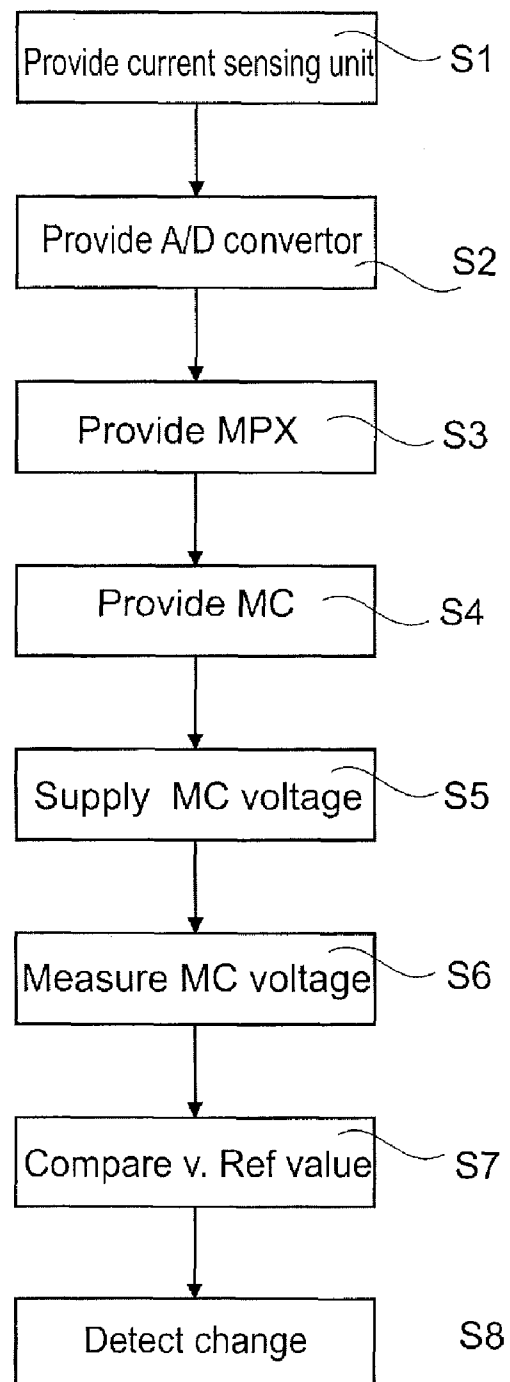 Provide current sensing unit S1
Provide A/D convertor S2
Provide MPX S3
Provide MC S4
Supply MC voltage S5
Measure MC voltage S6
Compare v. Ref value S7
Detect change S8